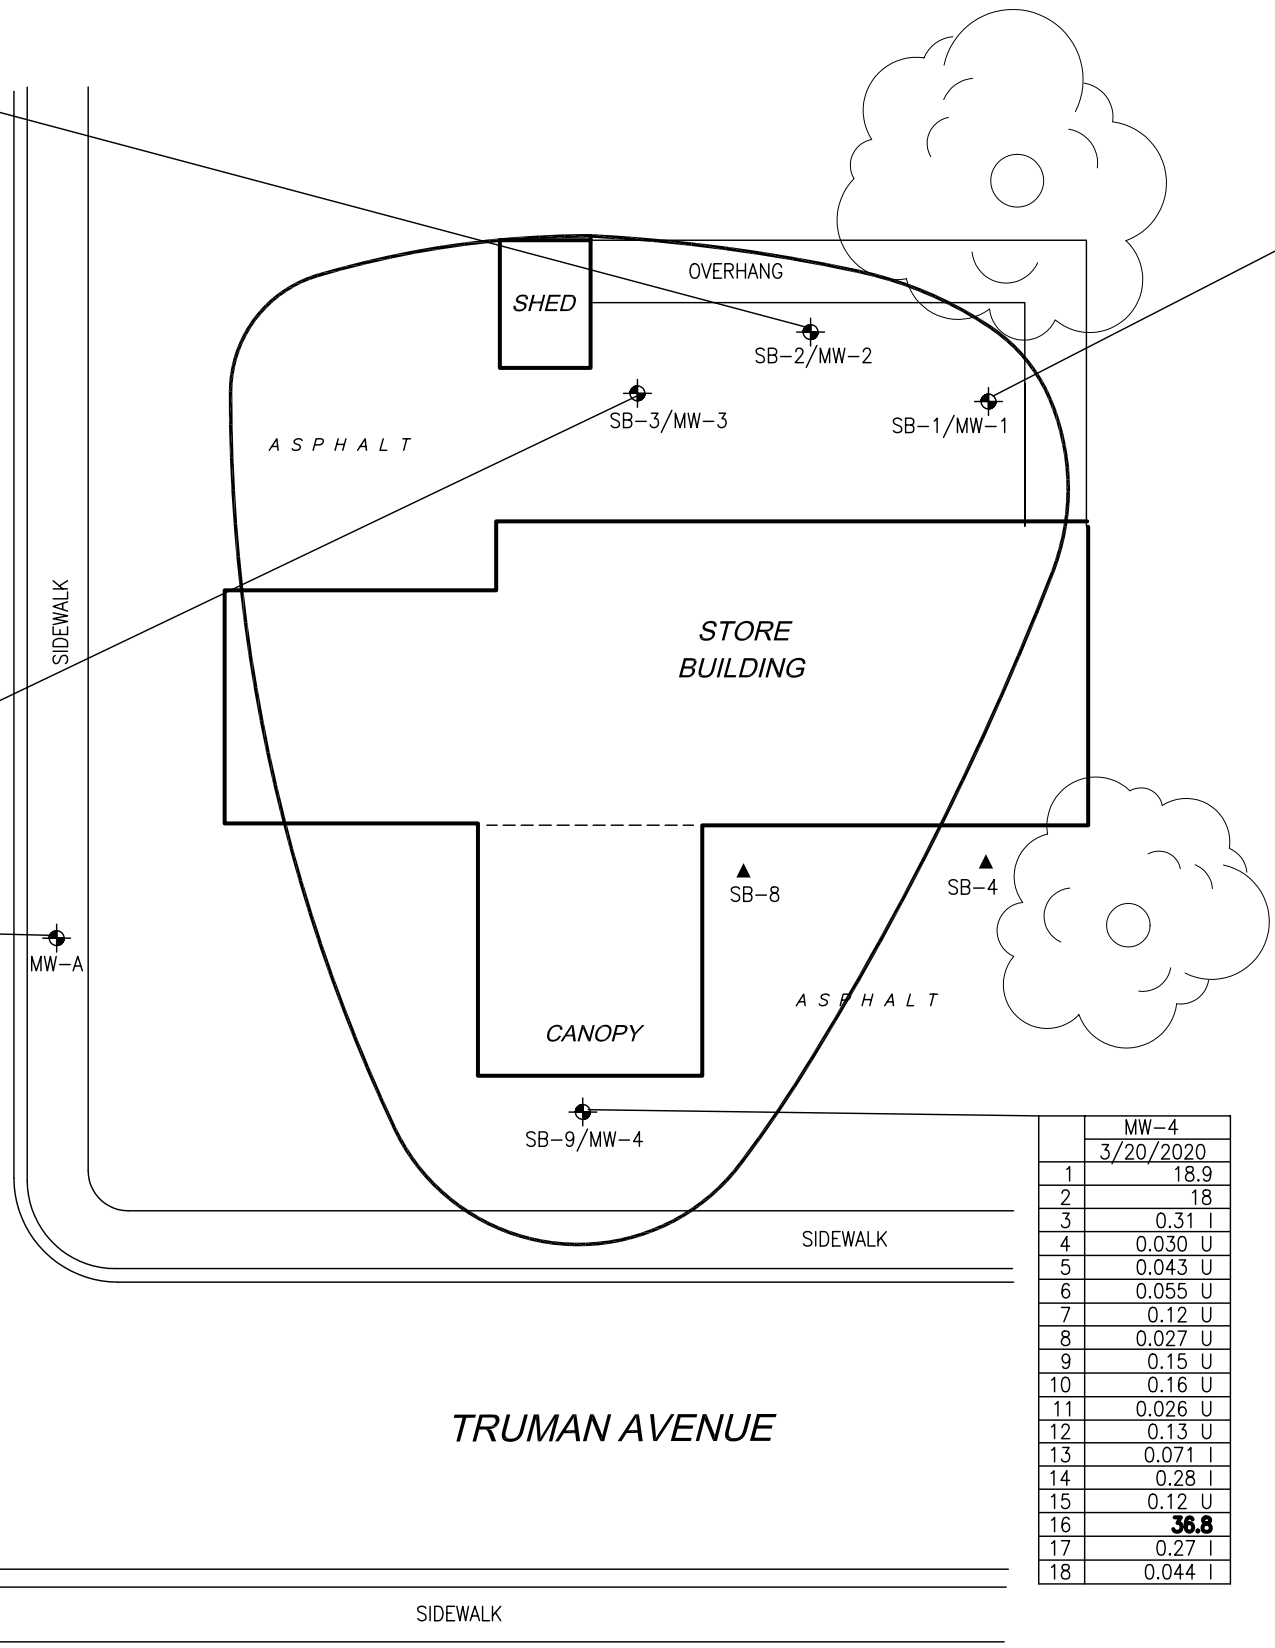 OVERHANG
SHED
SB-2/MW-2
SB-3/MW-3
SB-1/MW-1
ASPHALT
SIDEWALK
STORE
BUILDING
SB-8
SB-4
MW-A
ASPHALT
CANOPY
SB-9/MW-4
SIDEWALK
MW-4
3/20/2020
1 18.9
2 18
3 0.31 I
4 0.030 U
5 0.043 U
6 0.055 U
7 0.12 U
8 0.027 U
9 0.15 U
10 0.16 U
11 0.026 U
12 0.13 U
13 0.071 I
14 0.28 I
15 0.12 U
16 36.8
17 0.27 I
18 0.044 I
TRUMAN AVENUE
SIDEWALK